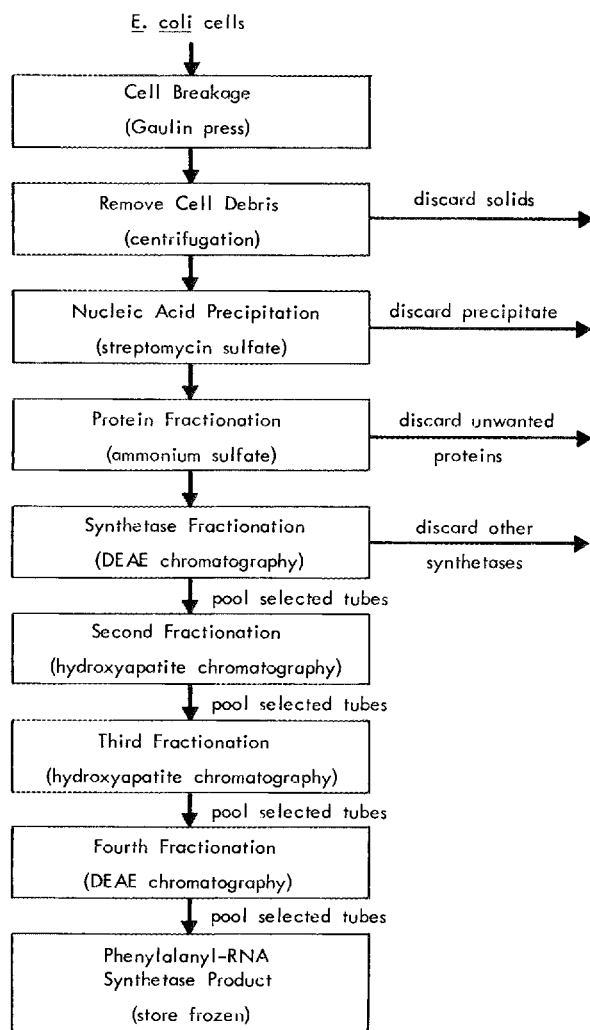 E. coli cells
Cell Breakage
(Gaulin press)
Remove Cell Debris
(centrifugation)
discard solids
Nucleic Acid Precipitation
(streptomycin sulfate)
discard precipitate
Protein Fractionation
(ammonium sulfate)
discard unwanted
proteins
Synthetase Fractionation
(DEAE chromatography)
discard other
synthetases
pool selected tubes
Second Fractionation
(hydroxyapatite chromatography)
pool selected tubes
Third Fractionation
(hydroxyapatite chromatography)
pool selected tubes
Fourth Fractionation
(DEAE chromatography)
pool selected tubes
Phenylalanyl-RNA
Synthetase Product
(store frozen)